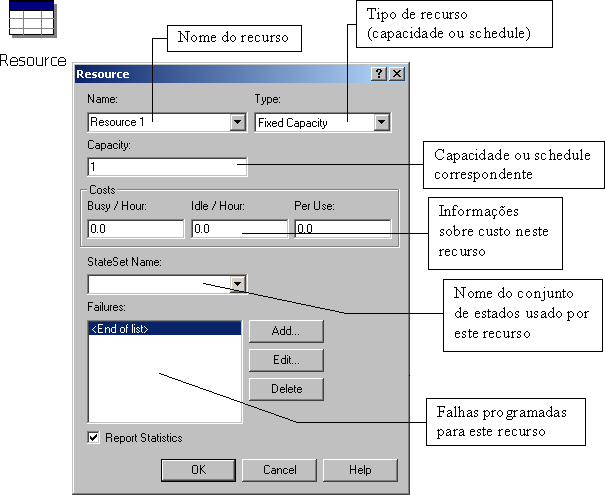 Resource
Nome do recurso
Tipo de recurso
(capacidade ou schedule)
Resource
Name:
Type:
Resource 1
Fixed Capacity
Capacity:
1
Capacidade ou schedule
correspondente
Costs
Busy / Hour:
Idle / Hour:
Per Use:
0.0
0.0
0.0
Informações
sobre custo neste
recurso
StateSet Name:
Nome do conjunto
de estados usado por
este recurso
Failures:
<End of list>
Add...
Edit...
Delete
Falhas programadas
para este recurso
Report Statistics
OK
Cancel
Help